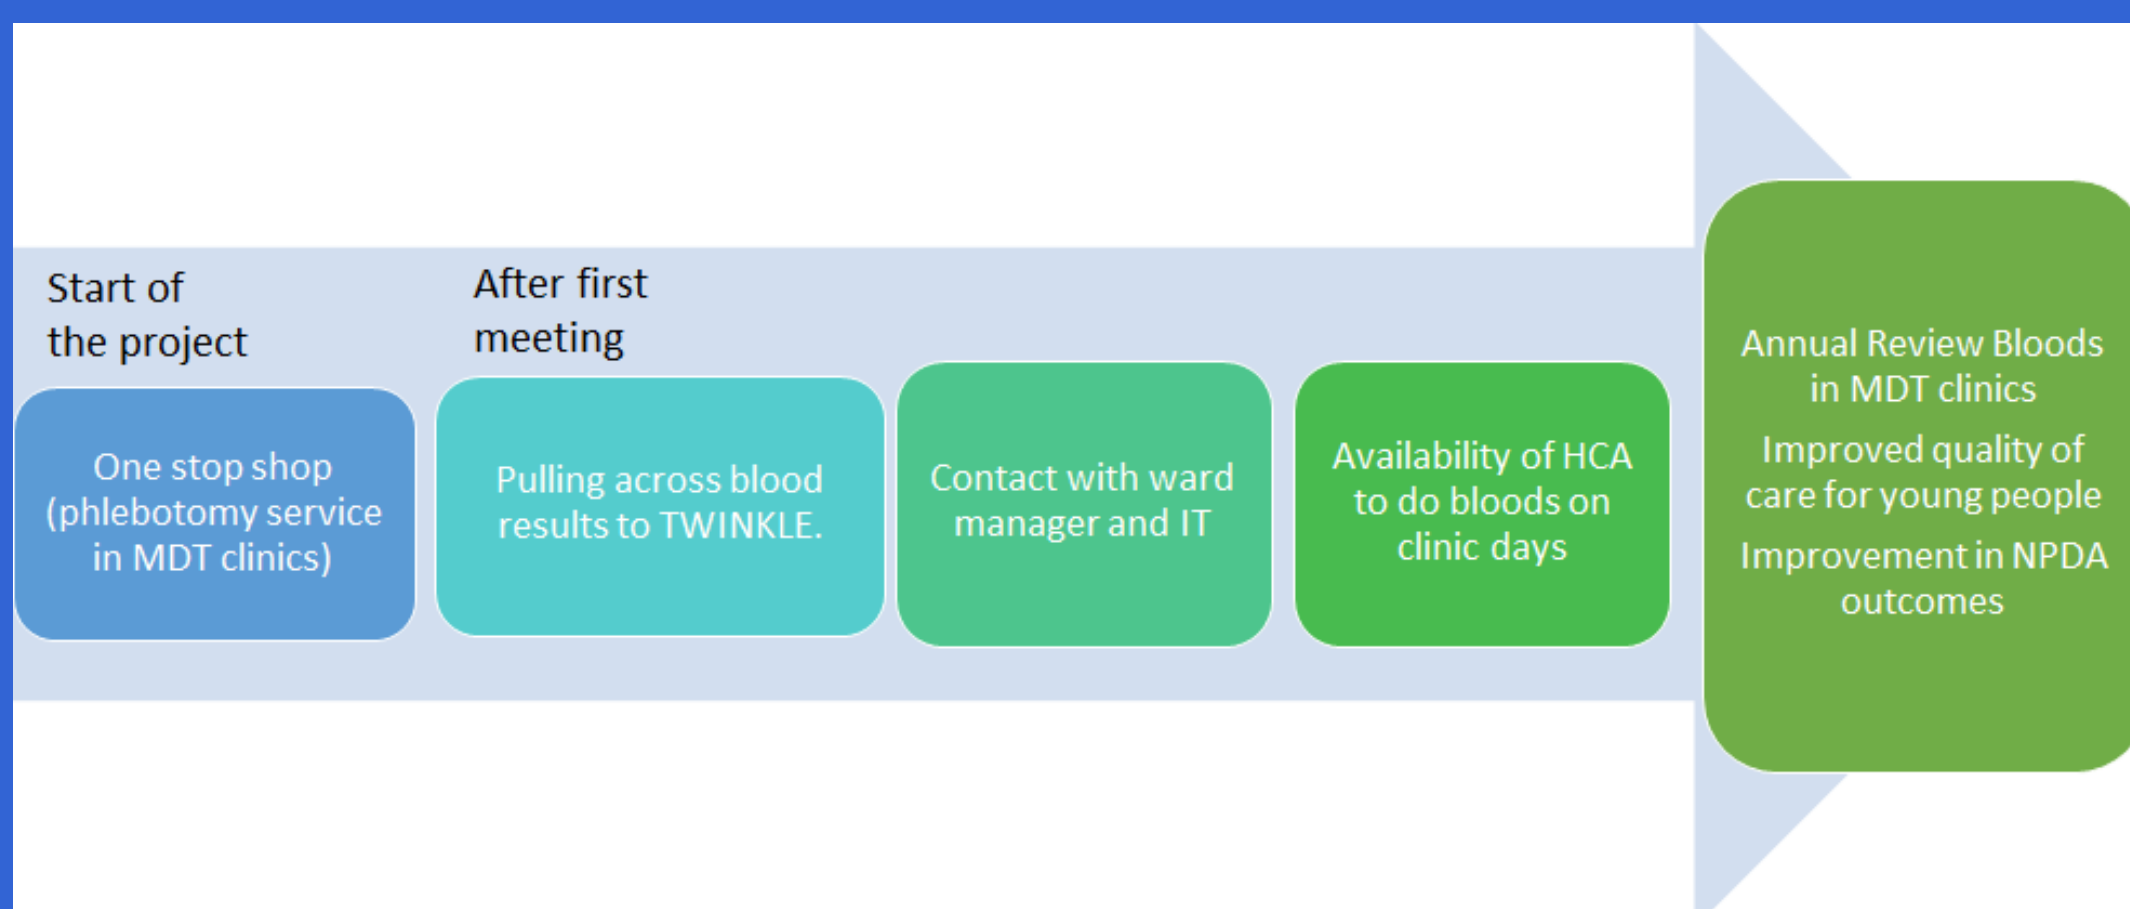 Start of
the project
One stop shop
(phlebotomy service
in MDT clinics)
After first
meeting
Pulling across blood
results to TWINKLE.
Contact with ward
manager and IT
Availability of HCA
to do bloods on
clinic days
Annual Review Bloods
in MDT clinics
Improved quality of
care for young people
Improvement in NPDA
outcomes